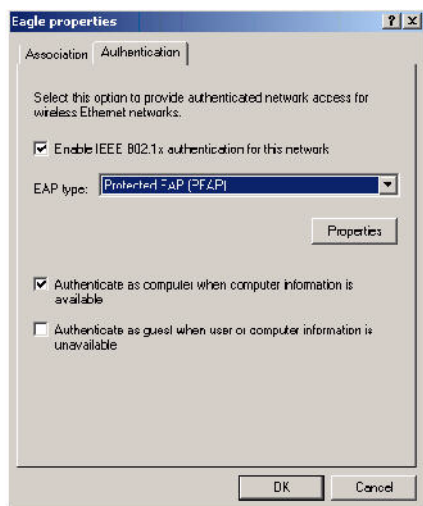 Eagle properties
Association
Authentication
Select this option to provide authenticated network access for
wireless Ethernet networks.
Enable IEEE 802.1x authentication for this network
EAP type:
Protected EAP (PEAP)
Properties
Authenticate as computer when computer information is
available
Authenticate as guest when user or computer information is
unavailable
OK
Cancel